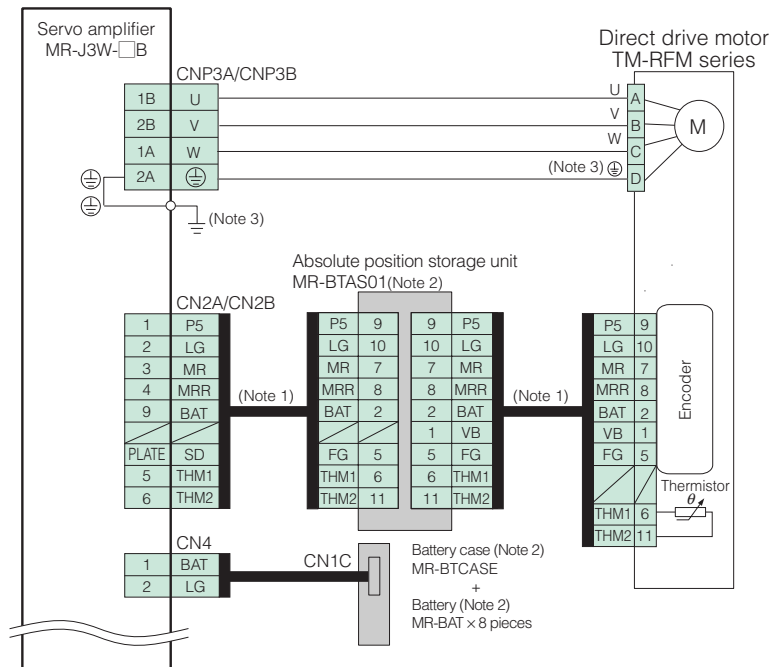 Servo amplifier
MR-J3W-□B
Direct drive motor
TM-RFM series
CNP3A/CNP3B
1B U
2B V
1A W
2A
U A
V B
W C
(Note 3) D
M
(Note 3)
Absolute position storage unit
MR-BTAS01(Note 2)
CN2A/CN2B
1 P5
2 LG
3 MR
4 MRR
9 BAT
PLATE SD
5 THM1
6 THM2
(Note 1)
P5 9
LG 10
MR 7
MRR 8
BAT 2
FG 5
THM1 6
THM2 11
9 P5
10 LG
7 MR
8 MRR
2 BAT
1 VB
5 FG
6 THM1
11 THM2
(Note 1)
P5 9
LG 10
MR 7
MRR 8
BAT 2
VB 1
FG 5
THM1 6
THM2 11
Encoder
Thermistor
θ
CN4
1 BAT
2 LG
CN1C
Battery case (Note 2)
MR-BTCASE
+
Battery (Note 2)
MR-BAT × 8 pieces